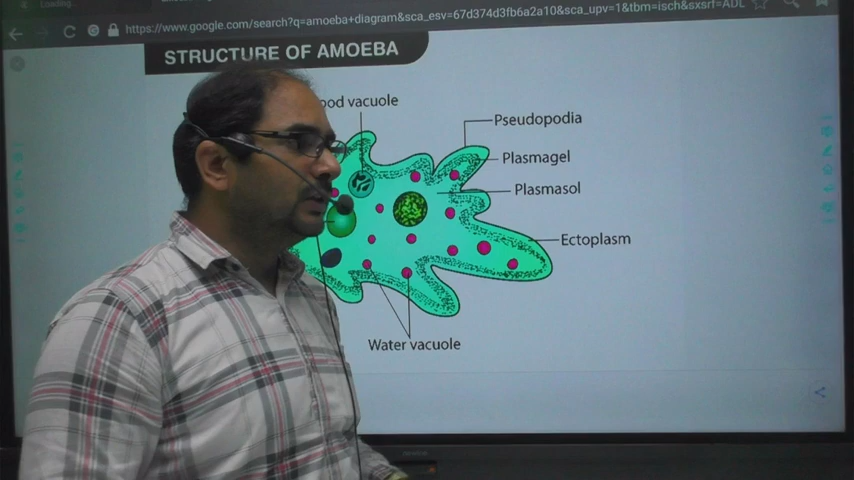 Loading...
https://www.google.com/search?q=amoeba+diagram&sca_esv=67d374d3fb6a2a10&sca_upv=1&tbm=isch&sxsrf=ADL
STRUCTURE OF AMOEBA
ood vacuole
Pseudopodia
Plasmagel
Plasmasol
Ectoplasm
Water vacuole